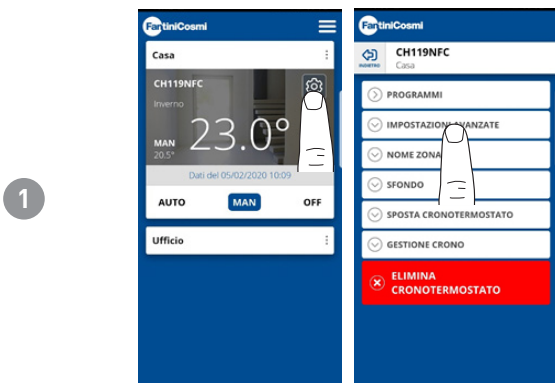 1
FantiniCosmi
Casa
CH119NFC
Inverno
MAN
20.5°
23.0°
Dati del 05/02/2020 10:09
AUTO MAN OFF
Ufficio
FantiniCosmi
INDIETRO
CH119NFC
Casa
PROGRAMMI
IMPOSTAZIONI AVANZATE
NOME ZONA
SFONDO
SPOSTA CRONOTERMOSTATO
GESTIONE CRONO
ELIMINA
CRONOTERMOSTATO